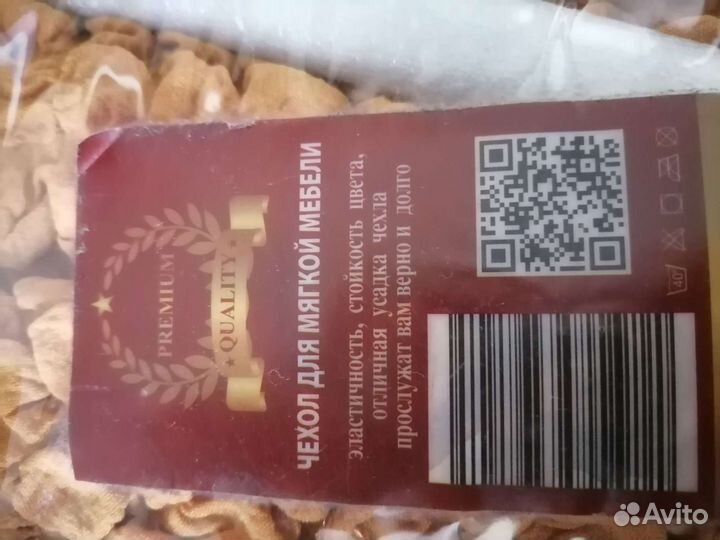 PREMIUM
QUALITY
ЧЕХОЛ ДЛЯ МЯГКОЙ МЕБЕЛИ
эластичность, стойкость цвета,
отличная усадка чехла
прослужат вам верно и долго
40°
Avito